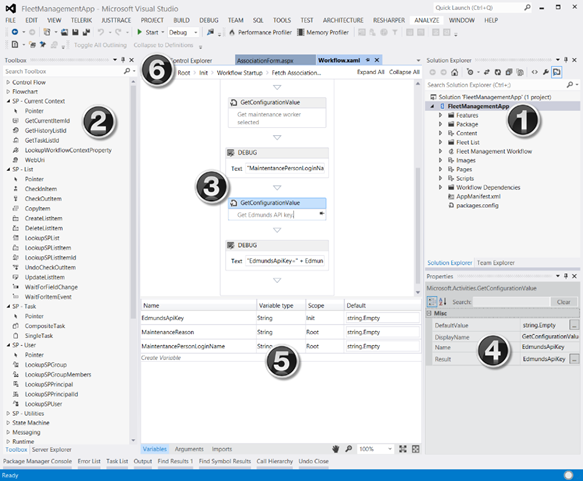 FleetManagementApp - Microsoft Visual Studio
Quick Launch (Ctrl+Q)
FILE EDIT VIEW TELERIK JUSTTRACE PROJECT BUILD DEBUG TEAM SQL TOOLS TEST ARCHITECTURE RESHARPER ANALYZE WINDOW HELP
Start Debug Performance Profiler Memory Profiler
Toggle All Outlining Collapse to Definitions
Toolbox
Search Toolbox
Control Flow
Flowchart
SP - Current Context
Pointer
GetCurrentItemId
GetHistoryListId
GetTaskListId
LookupWorkflowContextProperty
WebUri
SP - List
Pointer
CheckInItem
CheckOutItem
CopyItem
CreateListItem
DeleteListItem
LookupSPList
LookupSPListItem
LookupSPListItemId
UndoCheckOutItem
UpdateListItem
WaitForFieldChange
WaitForItemEvent
SP - Task
Pointer
CompositeTask
SingleTask
SP - User
Pointer
LookupSPGroup
LookupSPGroupMembers
LookupSPPrincipal
LookupSPPrincipalId
LookupSPUser
SP - Utilities
State Machine
Messaging
Runtime
Toolbox Server Explorer
2
Control Explorer AssociationForm.aspx Workflow.xaml
6
Root Init Workflow Startup Fetch Association... Expand All Collapse All
GetConfigurationValue
Get maintenance worker
selected
DEBUG
Text "MaintentancePersonLoginNa
3
GetConfigurationValue
Get Edmunds API key
DEBUG
Text "EdmundsApiKey=" + Edmun
Name Variable type Scope Default
EdmundsApiKey String Init string.Empty
MaintenanceReason String Root string.Empty
MaintentancePersonLoginName String Root string.Empty
Create Variable
5
Variables Arguments Imports 100%
Solution Explorer
Search Solution Explorer (Ctrl+;)
Solution 'FleetManagementApp' (1 project)
FleetManagementApp
Features
Package
Content
Fleet List
Fleet Management Workflow
Images
Pages
Scripts
Workflow Dependencies
AppManifest.xml
packages.config
1
Solution Explorer Team Explorer
Properties
Microsoft.Activities.GetConfigurationValue
Search: Clear
Misc
DefaultValue string.Empty ...
DisplayName GetConfigurationValu
Name EdmundsApiKey
Result EdmundsApiKey ...
4
Package Manager Console Error List Task List Output Find Results 1 Find Symbol Results Call Hierarchy Undo Close
Ready